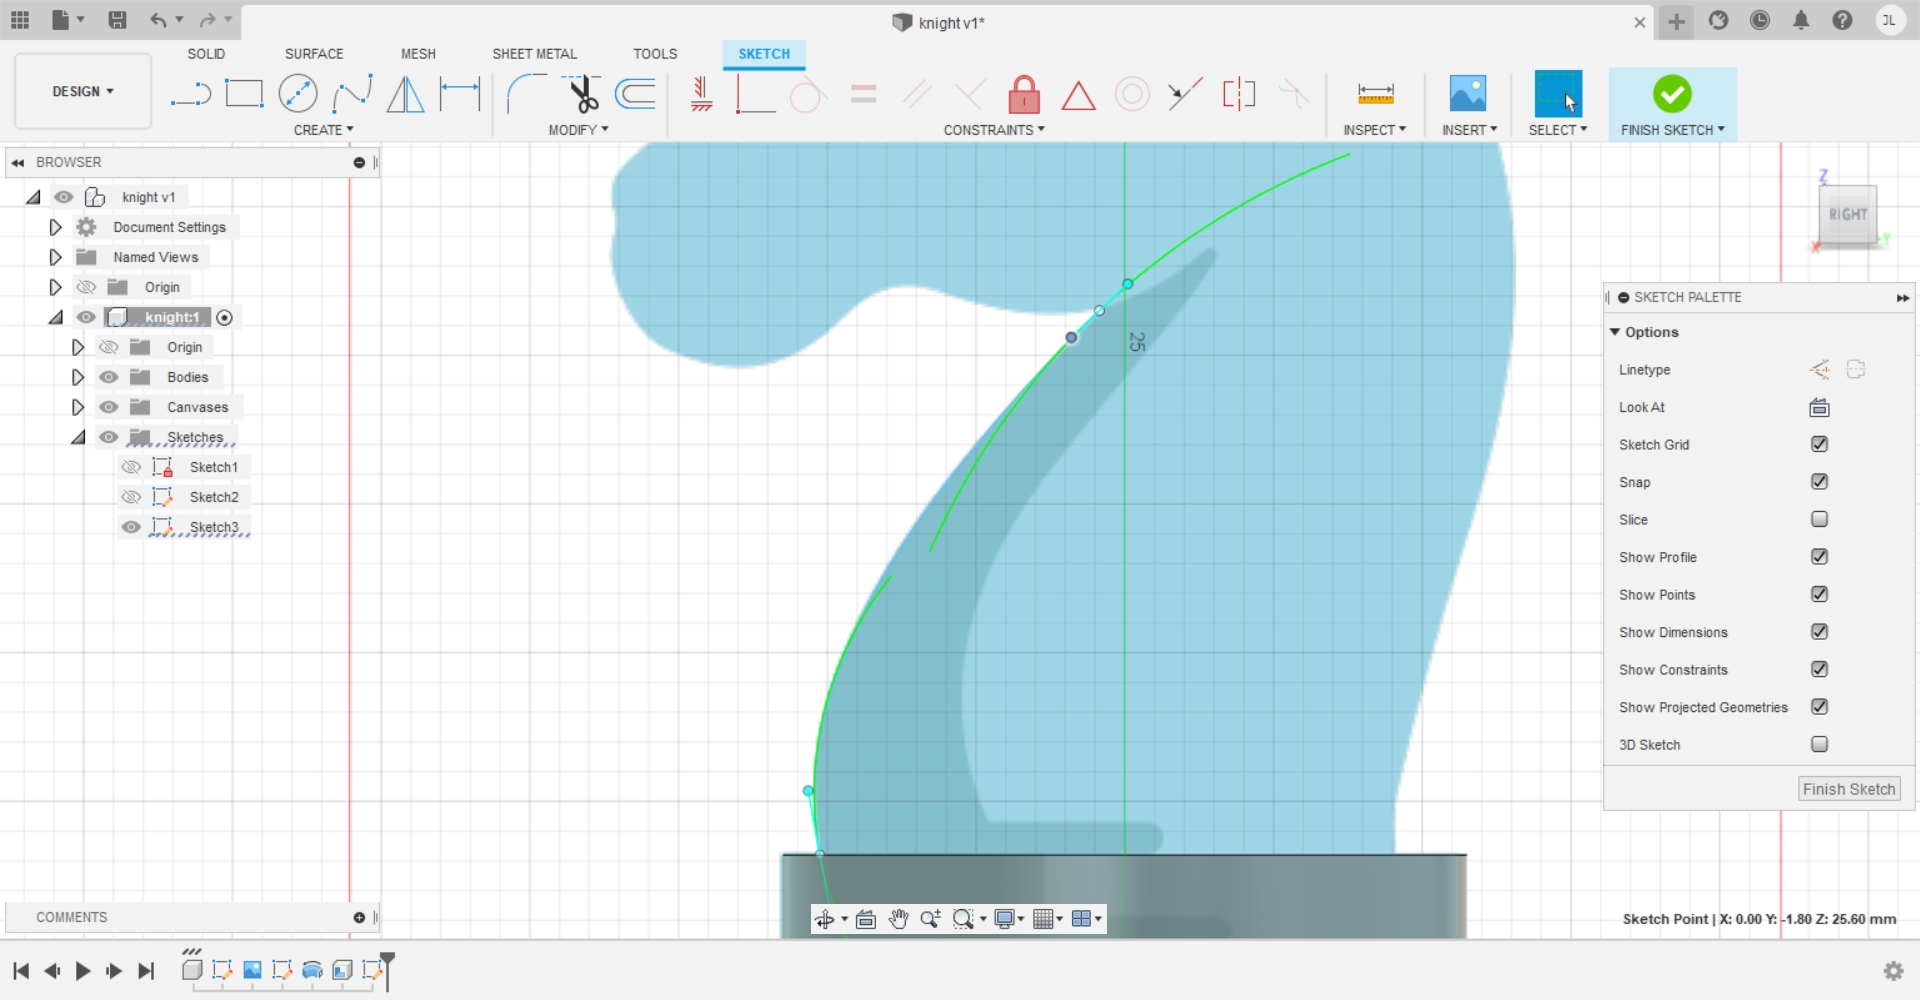 knight v1*
JL
SOLID SURFACE MESH SHEET METAL TOOLS SKETCH
DESIGN
CREATE MODIFY CONSTRAINTS INSPECT INSERT SELECT FINISH SKETCH
BROWSER
knight v1
Document Settings
Named Views
Origin
knight:1
Origin
Bodies
Canvases
Sketches
Sketch1
Sketch2
Sketch3
25
Z
RIGHT
X
Y
SKETCH PALETTE
Options
Linetype
Look At
Sketch Grid
Snap
Slice
Show Profile
Show Points
Show Dimensions
Show Constraints
Show Projected Geometries
3D Sketch
Finish Sketch
COMMENTS
Sketch Point | X: 0.00 Y: -1.80 Z: 25.60 mm